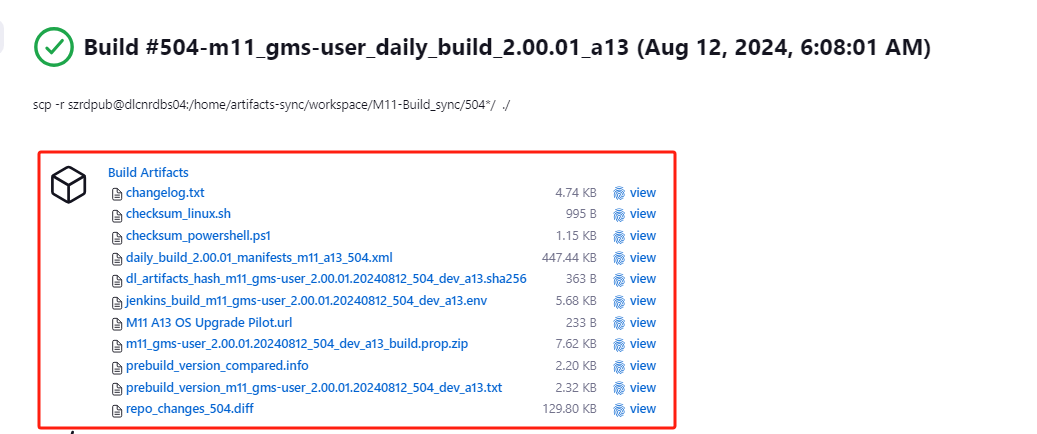 Build #504-m11_gms-user_daily_build_2.00.01_a13 (Aug 12, 2024, 6:08:01 AM)
scp -r szrdpub@dlcnrdbs04:/home/artifacts-sync/workspace/M11-Build_sync/504*/ ./
Build Artifacts
changelog.txt 4.74 KB view
checksum_linux.sh 995 B view
checksum_powershell.ps1 1.15 KB view
daily_build_2.00.01_manifests_m11_a13_504.xml 447.44 KB view
dl_artifacts_hash_m11_gms-user_2.00.01.20240812_504_dev_a13.sha256 363 B view
jenkins_build_m11_gms-user_2.00.01.20240812_504_dev_a13.env 5.68 KB view
M11 A13 OS Upgrade Pilot.url 233 B view
m11_gms-user_2.00.01.20240812_504_dev_a13_build.prop.zip 7.62 KB view
prebuild_version_compared.info 2.20 KB view
prebuild_version_m11_gms-user_2.00.01.20240812_504_dev_a13.txt 2.32 KB view
repo_changes_504.diff 129.80 KB view